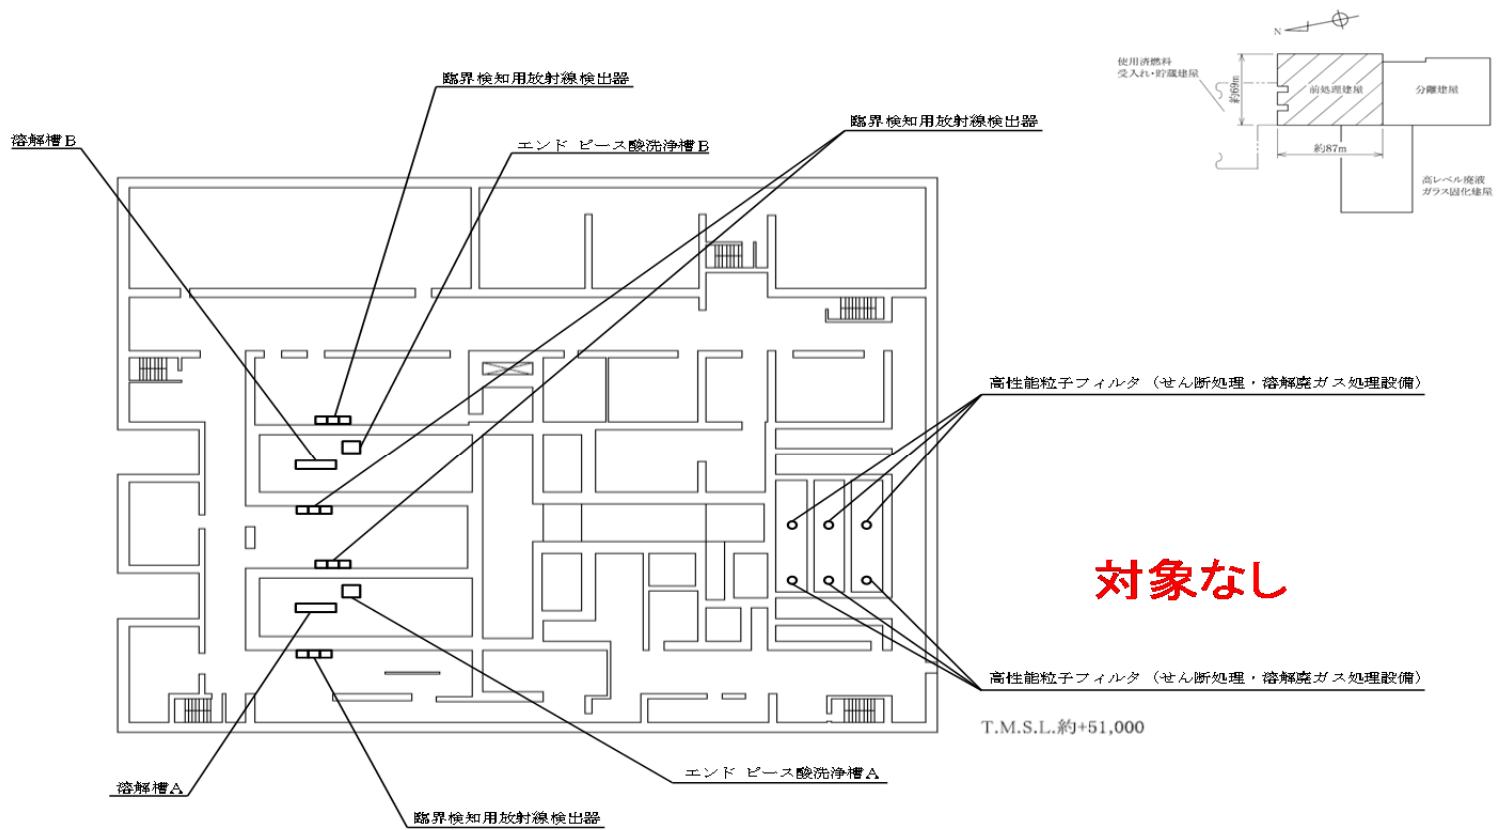 臨界検知用放射線検出器
溶解槽B
エンド ピース酸洗浄槽B
臨界検知用放射線検出器
N
使用済燃料
受入れ・貯蔵建屋
約69m
前処理建屋
分離建屋
約87m
高レベル廃液
ガラス固化建屋
高性能粒子フィルタ（せん断処理・溶解廃ガス処理設備）
対象なし
高性能粒子フィルタ（せん断処理・溶解廃ガス処理設備）
T.M.S.L.約+51,000
エンド ピース酸洗浄槽A
溶解槽A
臨界検知用放射線検出器